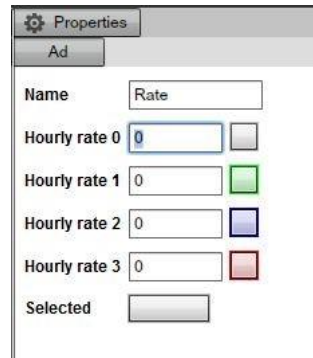 Properties
Ad
Name Rate
Hourly rate 0 0
Hourly rate 1 0
Hourly rate 2 0
Hourly rate 3 0
Selected